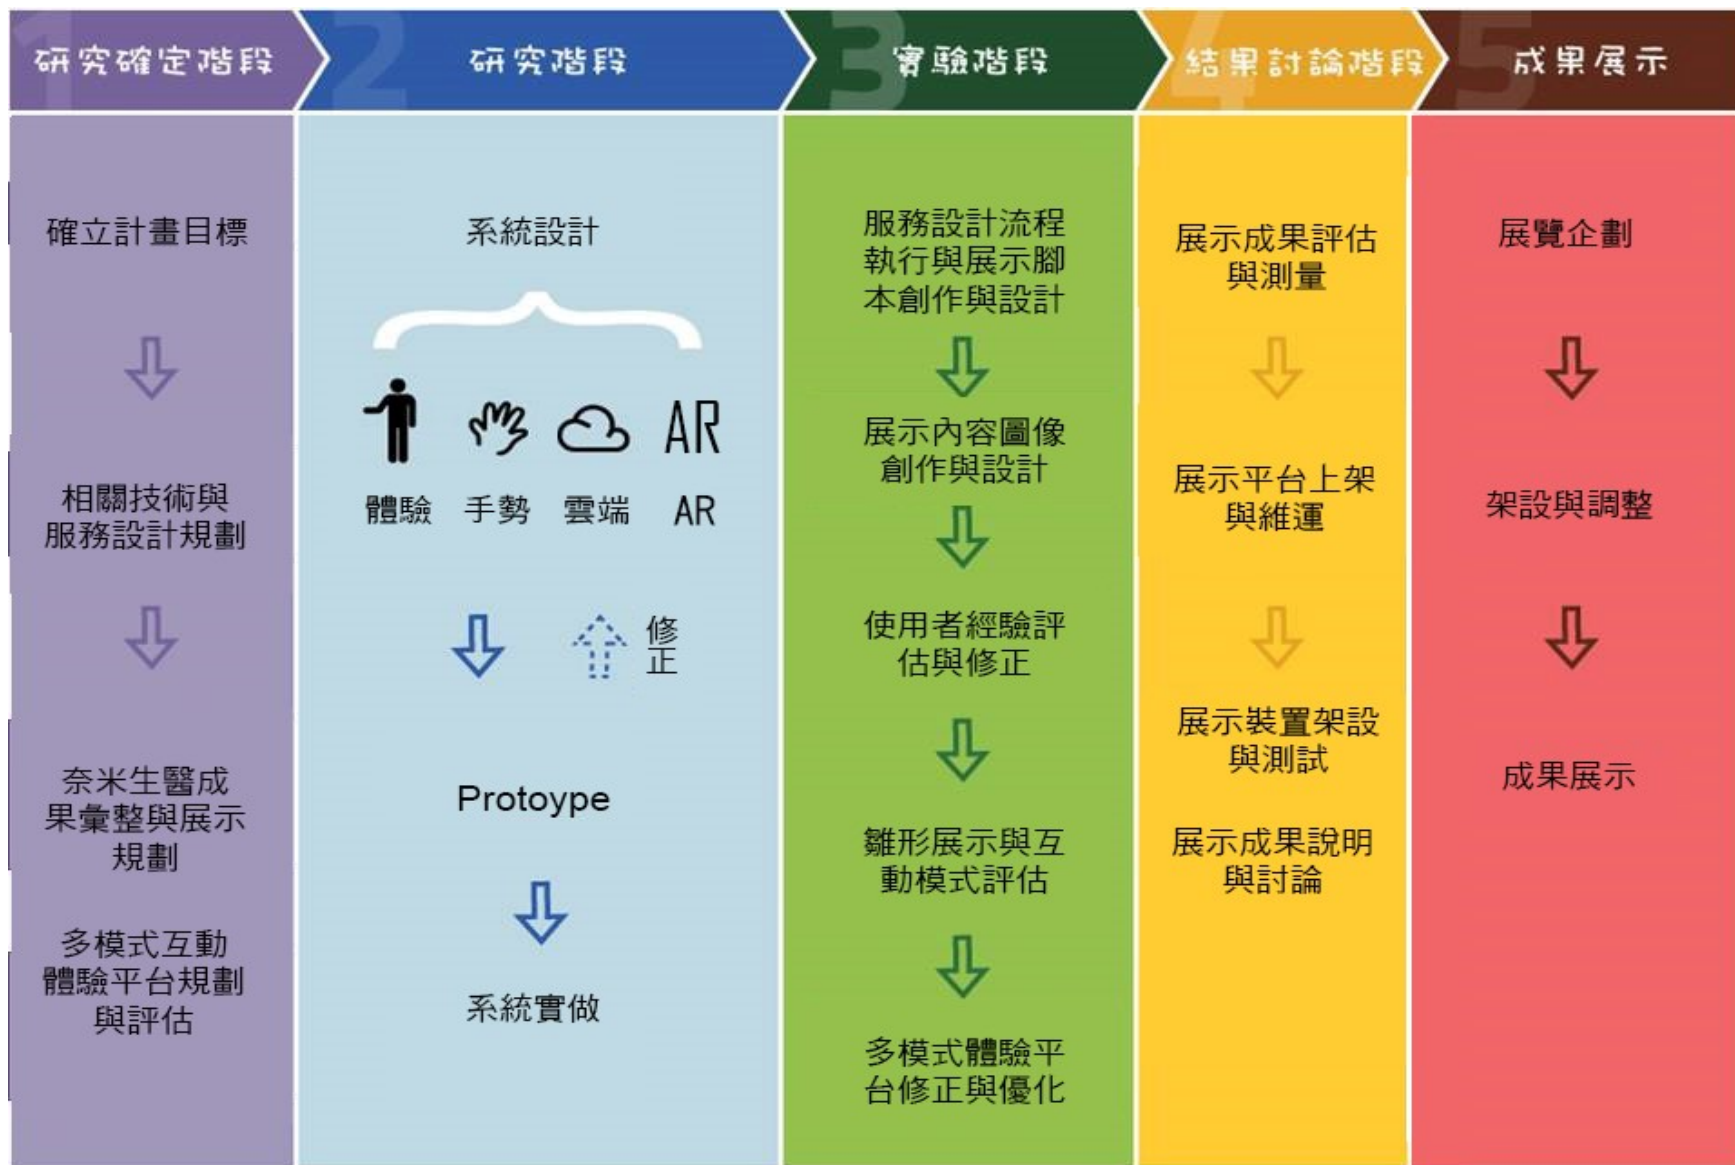 1 研究確定階段
2 研究階段
3 實驗階段
4 結果討論階段
5 成果展示
確立計畫目標
相關技術與
服務設計規劃
奈米生醫成
果彙整與展示
規劃
多模式互動
體驗平台規劃
與評估
系統設計
AR
體驗 手勢 雲端 AR
修
正
Protoype
系統實做
服務設計流程
執行與展示腳
本創作與設計
展示內容圖像
創作與設計
使用者經驗評
估與修正
雛形展示與互
動模式評估
多模式體驗平
台修正與優化
展示成果評估
與測量
展示平台上架
與維運
展示裝置架設
與測試
展示成果說明
與討論
展覽企劃
架設與調整
成果展示